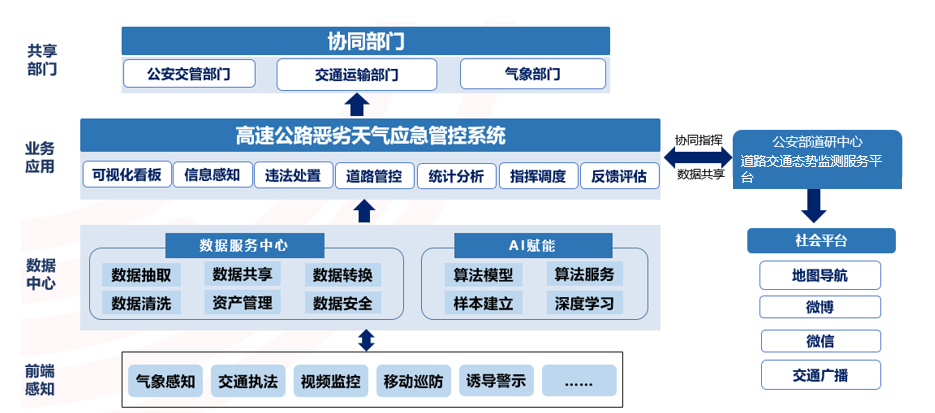 共享
部门
协同部门
公安交管部门
交通运输部门
气象部门
业务
应用
高速公路恶劣天气应急管控系统
可视化看板
信息感知
违法处置
道路管控
统计分析
指挥调度
反馈评估
协同指挥
数据共享
公安部道研中心
道路交通态势监测服务平
台
社会平台
地图导航
微博
微信
交通广播
数据
中心
数据服务中心
数据抽取
数据共享
数据转换
数据清洗
资产管理
数据安全
AI赋能
算法模型
算法服务
样本建立
深度学习
前端
感知
气象感知
交通执法
视频监控
移动巡防
诱导警示
……